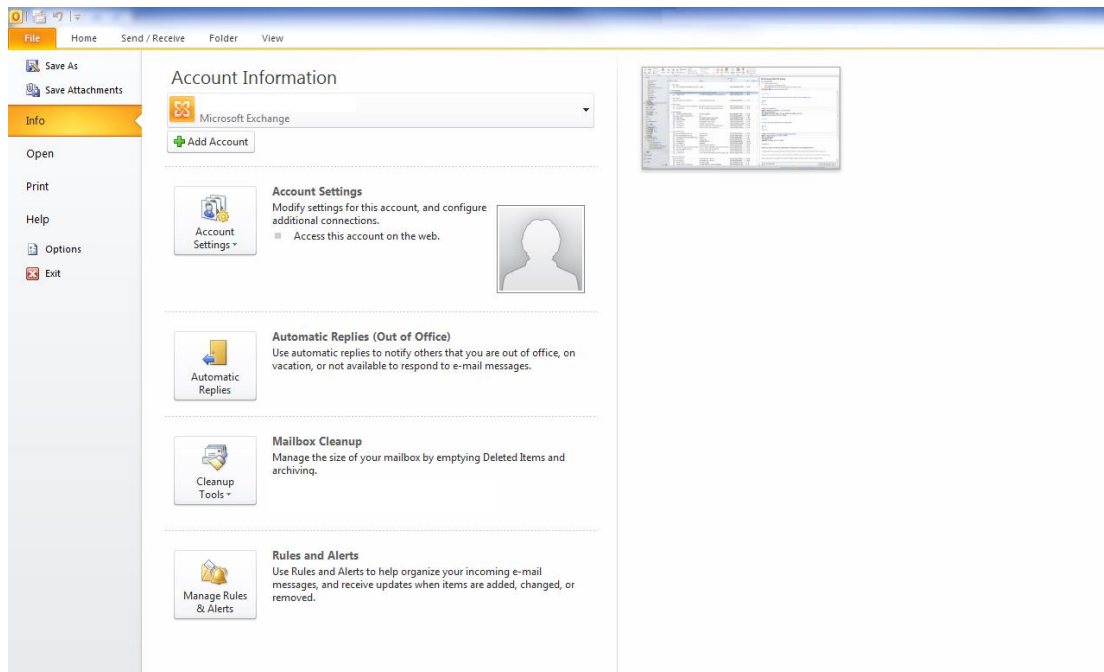 File Home Send / Receive Folder View
Save As
Save Attachments
Info
Open
Print
Help
Options
Exit
Account Information
Microsoft Exchange
Add Account
Account
Settings
Account Settings
Modify settings for this account, and configure
additional connections.
Access this account on the web.
Automatic
Replies
Automatic Replies (Out of Office)
Use automatic replies to notify others that you are out of office, on
vacation, or not available to respond to e-mail messages.
Cleanup
Tools
Mailbox Cleanup
Manage the size of your mailbox by emptying Deleted Items and
archiving.
Manage Rules
& Alerts
Rules and Alerts
Use Rules and Alerts to help organize your incoming e-mail
messages, and receive updates when items are added, changed, or
removed.